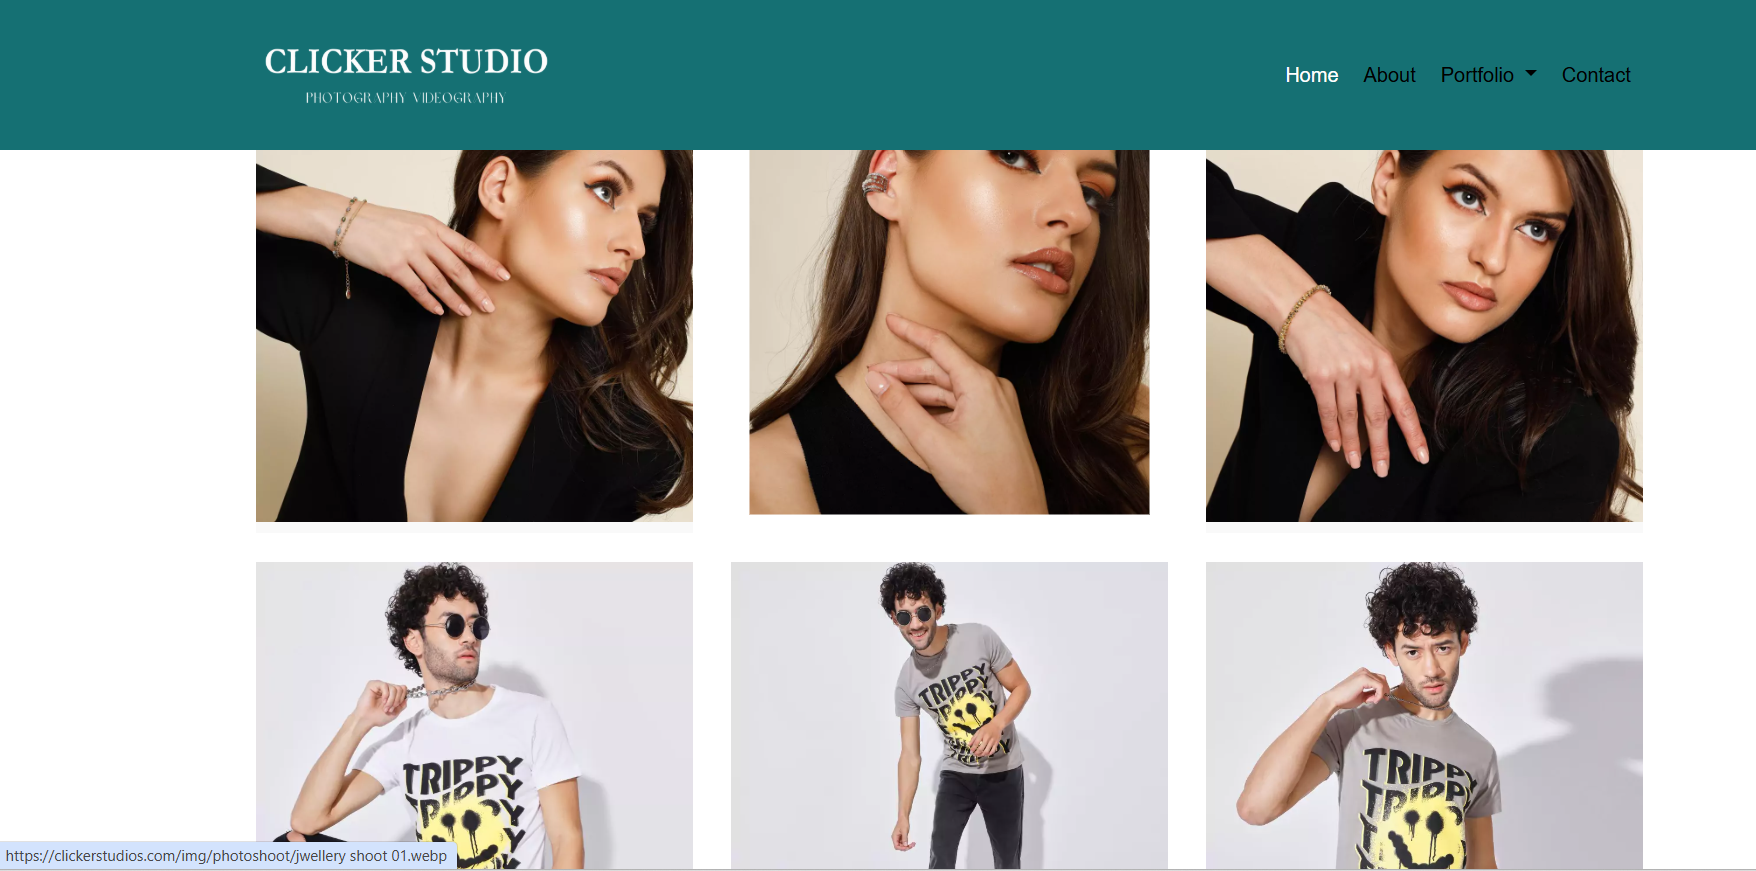 CLICKER STUDIO
PHOTOGRAPHY VIDEOGRAPHY
Home About Portfolio Contact
TRIPPY
TRIPPY
TRIPPY
TRIPPY
TRIPPY
TRIPPY
https://clickerstudios.com/img/photoshoot/jwellery shoot 01.webp